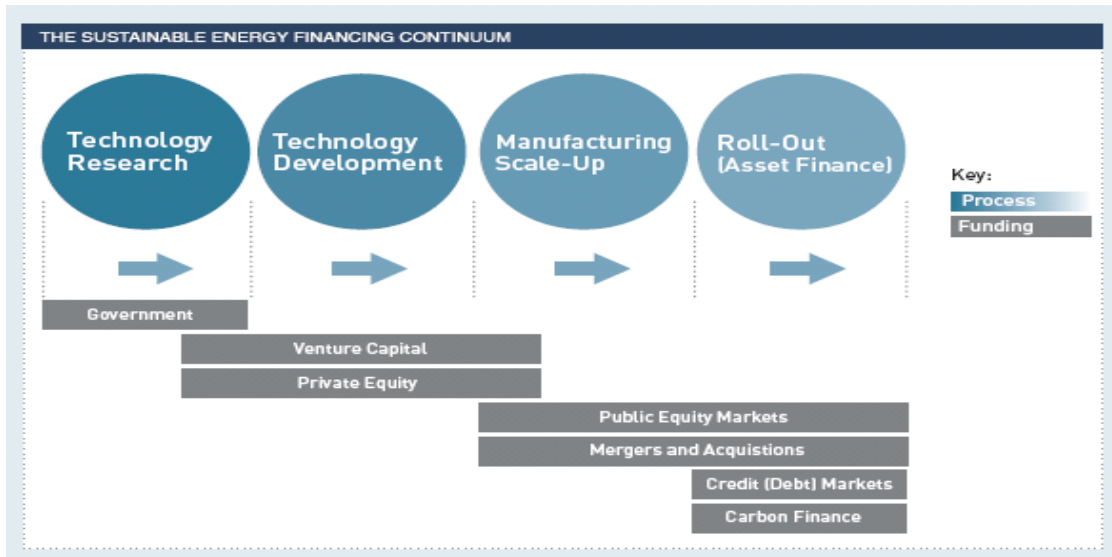 THE SUSTAINABLE ENERGY FINANCING CONTINUUM
Technology
Research
Technology
Development
Manufacturing
Scale-Up
Roll-Out
(Asset Finance)
Key:
Process
Funding
Government
Venture Capital
Private Equity
Public Equity Markets
Mergers and Acquistions
Credit (Debt) Markets
Carbon Finance